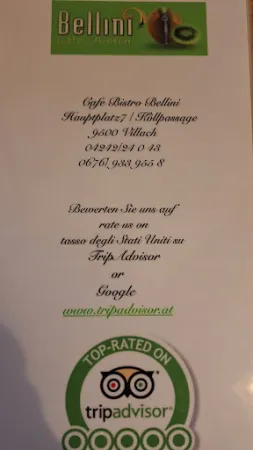 Bellini
Cafe Bistro Bellini
Hauptplatz7 | Küllpassage
9500 Villach
04242/24 0 43
0676/ 933 955 8
Bewerten Sie uns auf
rate us on
tasso degli Stati Uniti su
TripAdvisor
or
Google
www.tripadvisor.at
TOP-RATED ON
tripadvisor®